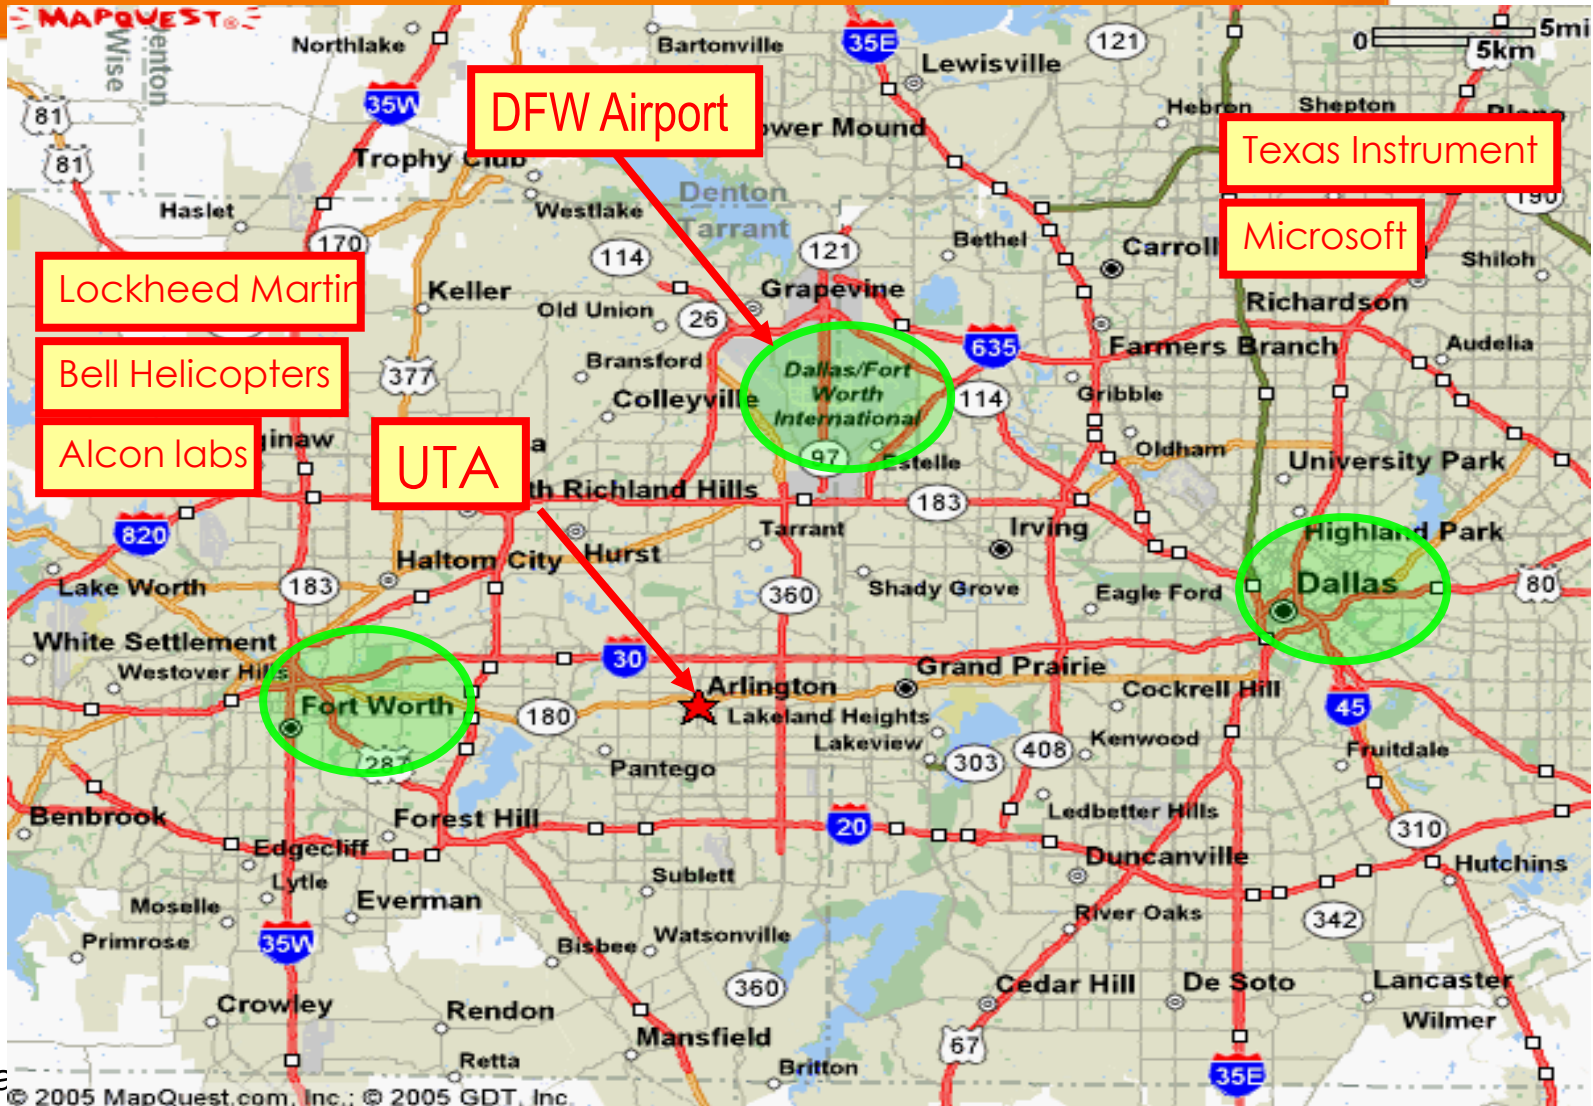 MAPQUEST®
Wise
Denton
Northlake
Bartonville
35E
121
0
5mi
5km
Lewisville
81
35W
DFW Airport
ower Mound
Hebron
Shepton
75
Plano
Texas Instrument
81
Trophy Club
Denton
Tarrant
Haslet
Westlake
190
170
114
121
Bethel
Carroll
Microsoft
Shiloh
Lockheed Martin
Keller
Old Union
26
Grapevine
Richardson
Bransford
635
Farmers Branch
Audelia
Bell Helicopters
377
Colleyville
Dallas/Fort
Worth
International
114
Gribble
Alcon labs
ginaw
UTA
a
97
Estelle
Oldham
University Park
th Richland Hills
183
820
Tarrant
Irving
Highland Park
Haltom City
Hurst
Lake Worth
183
360
Shady Grove
Eagle Ford
Dallas
80
White Settlement
Westover Hills
30
Grand Prairie
Arlington
Cockrell Hill
Fort Worth
180
Lakeland Heights
45
Lakeview
408
Kenwood
287
Pantego
303
Fruitdale
Benbrook
Forest Hill
20
Ledbetter Hills
310
Edgecliff
Duncanville
Hutchins
Lytle
Sublett
Moselle
Everman
River Oaks
342
Primrose
35W
Bisbee
Watsonville
360
Cedar Hill
De Soto
Lancaster
Crowley
Rendon
Wilmer
Mansfield
67
Retta
Britton
35E
© 2005 MapQuest.com, Inc.; © 2005 GDT, Inc.